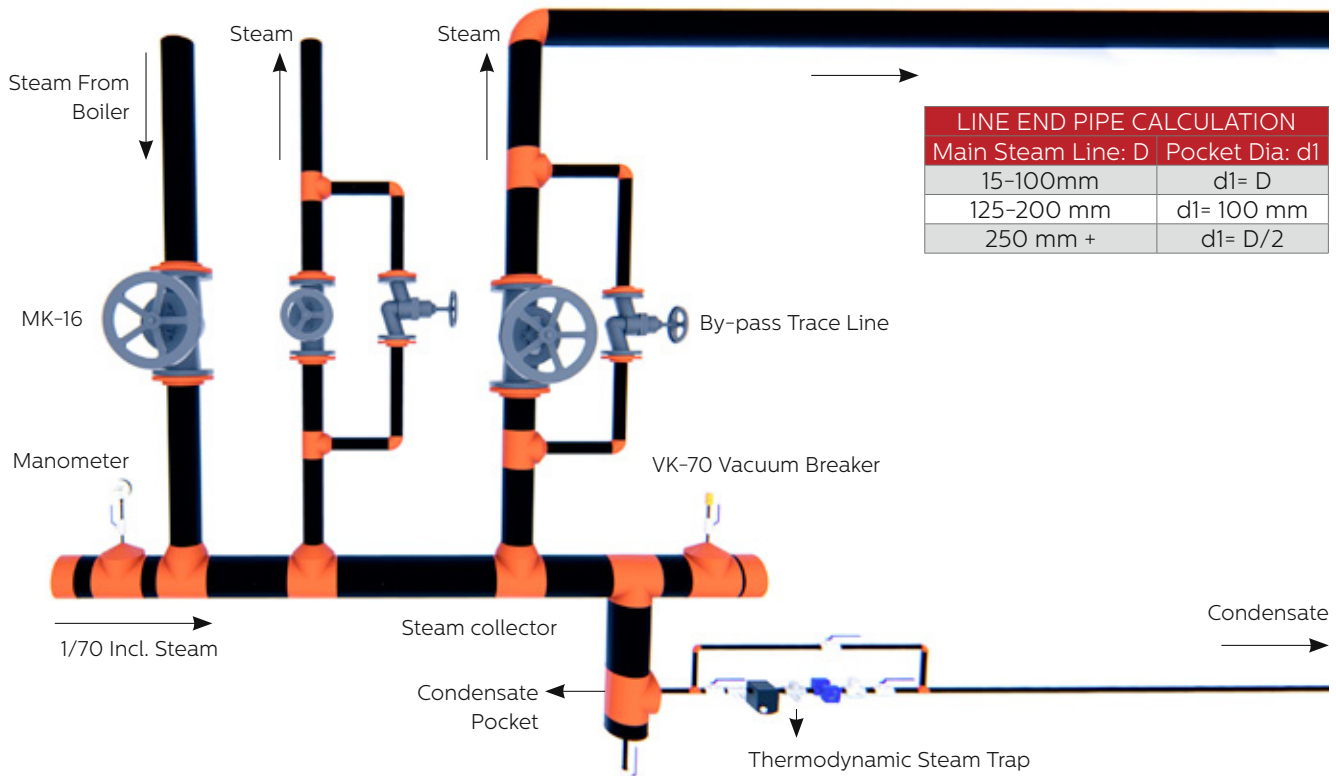 Steam
Steam
Steam From
Boiler
LINE END PIPE CALCULATION
Main Steam Line: D Pocket Dia: d1
15-100mm d1= D
125-200 mm d1= 100 mm
250 mm + d1= D/2
MK-16
By-pass Trace Line
Manometer
VK-70 Vacuum Breaker
1/70 Incl. Steam
Steam collector
Condensate
Condensate
Pocket
Thermodynamic Steam Trap